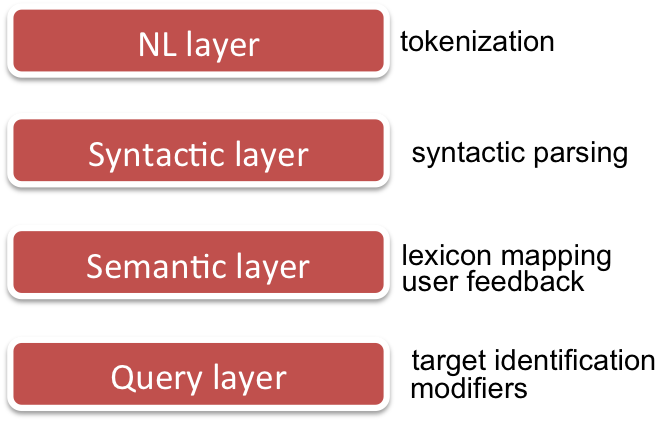 NL layer
tokenization
Syntactic layer
syntactic parsing
Semantic layer
lexicon mapping
user feedback
Query layer
target identification
modifiers